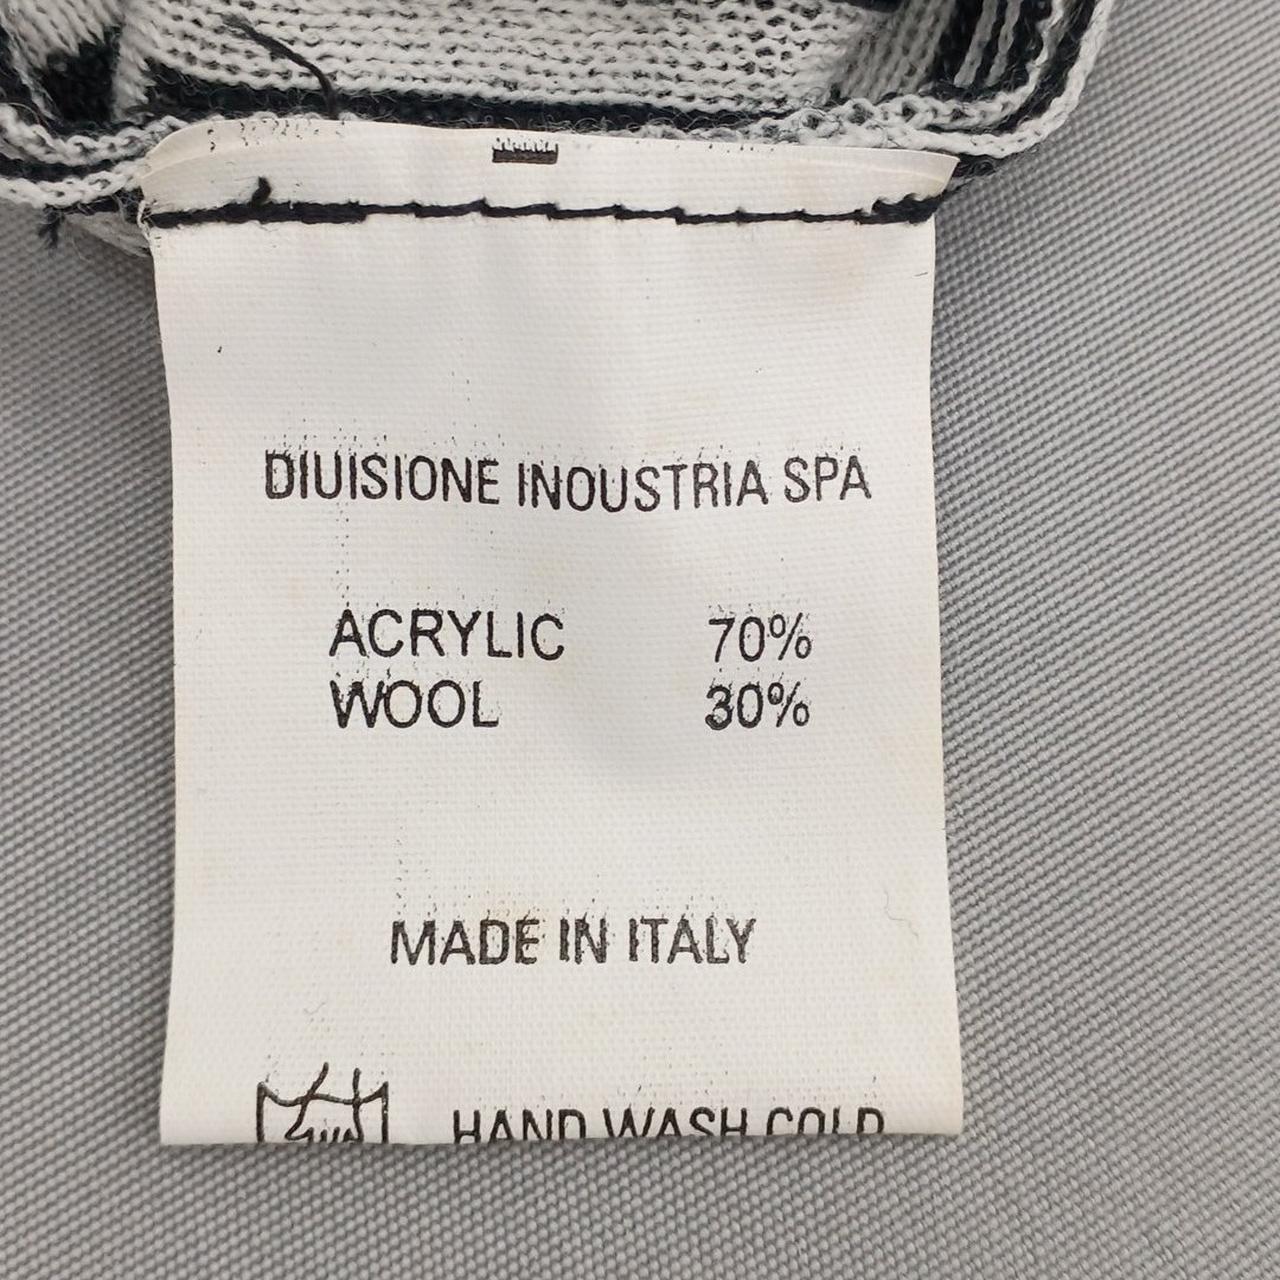 DIUISIONE INOUSTRIA SPA
ACRYLIC 70%
WOOL 30%
MADE IN ITALY
HAND WASH COLD